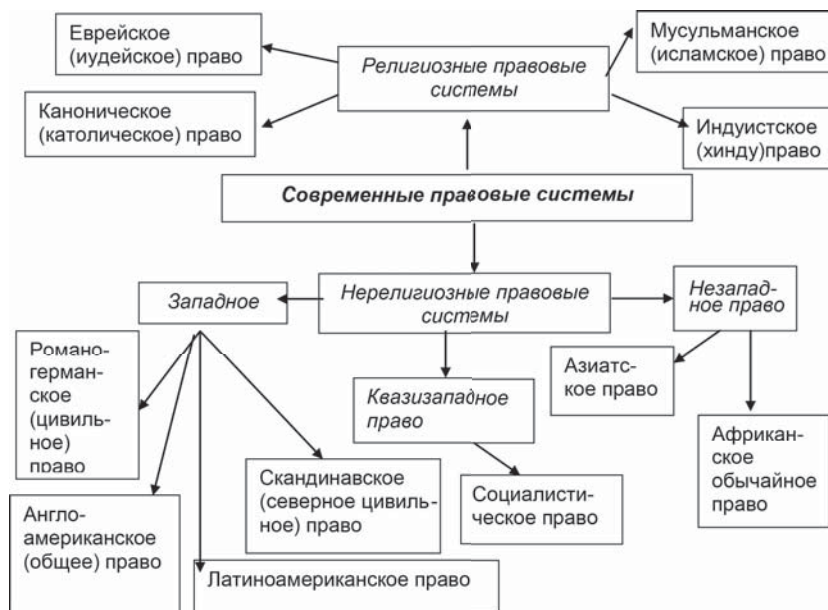 Еврейское
(иудейское) право
Религиозные правовые
системы
Мусульманское
(исламское) право
Каноническое
(католическое) право
Индуистское
(хинду)право
Современные правовые системы
Западное
Нерелигиозные правовые
системы
Незапад-
ное право
Романо-
германс-
кое
(цивиль-
ное)
право
Квазизападное
право
Азиатс-
кое право
Африкан-
ское
обычайное
право
Скандинавское
(северное цивиль-
ное) право
Социалисти-
ческое право
Англо-
американское
(общее) право
Латиноамериканское право